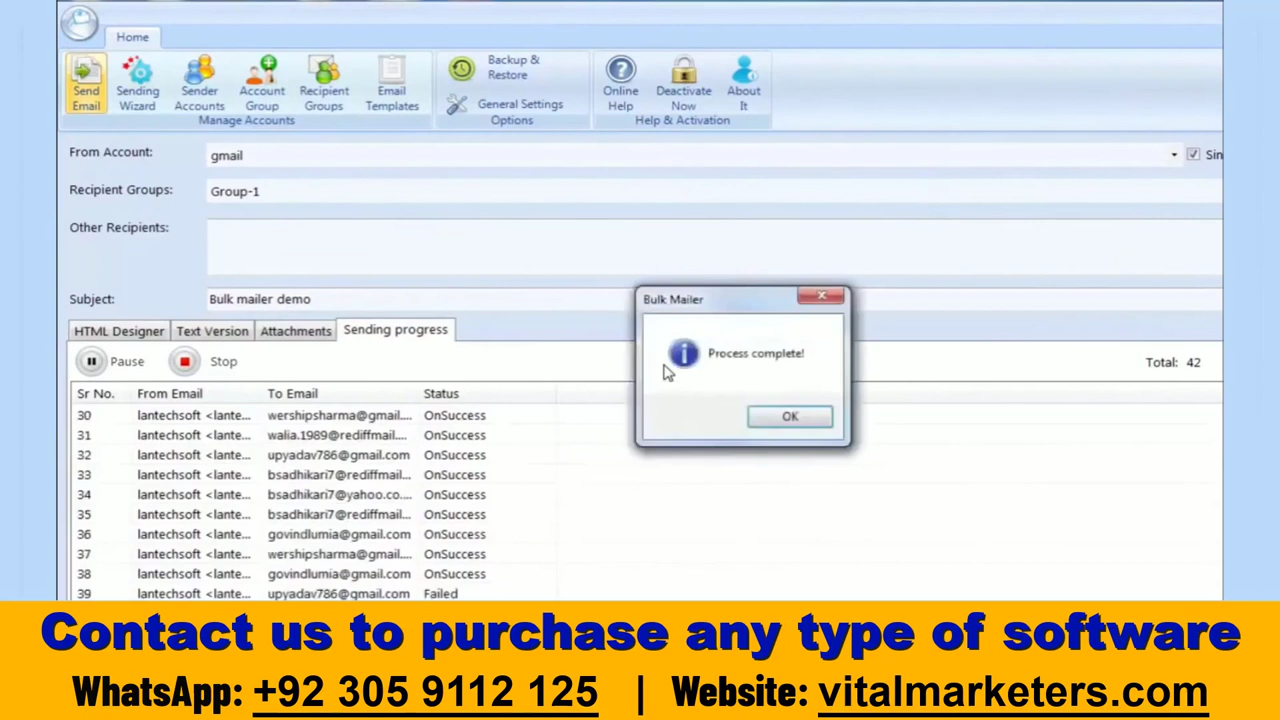 Home
Send Email
Sending Wizard
Sender Accounts
Account Group
Recipient Groups
Email Templates
Manage Accounts
Backup & Restore
General Settings
Options
Online Help
Deactivate Now
About It
Help & Activation
From Account: gmail Sin
Recipient Groups: Group-1
Other Recipients:
Subject: Bulk mailer demo
HTML Designer Text Version Attachments Sending progress
Pause Stop Total: 42
Bulk Mailer
Process complete!
OK
Sr No. From Email To Email Status
30 lantechsoft <lante... wershipsharma@gmail.... OnSuccess
31 lantechsoft <lante... walia.1989@rediffmail.... OnSuccess
32 lantechsoft <lante... upyadav786@gmail.com OnSuccess
33 lantechsoft <lante... bsadhikari7@rediffmail... OnSuccess
34 lantechsoft <lante... bsadhikari7@yahoo.co.... OnSuccess
35 lantechsoft <lante... bsadhikari7@rediffmail... OnSuccess
36 lantechsoft <lante... govindlumia@gmail.com OnSuccess
37 lantechsoft <lante... wershipsharma@gmail.... OnSuccess
38 lantechsoft <lante... govindlumia@gmail.com OnSuccess
39 lantechsoft <lante... upyadav786@gmail.com Failed
Contact us to purchase any type of software
WhatsApp: +92 305 9112 125 | Website: vitalmarketers.com